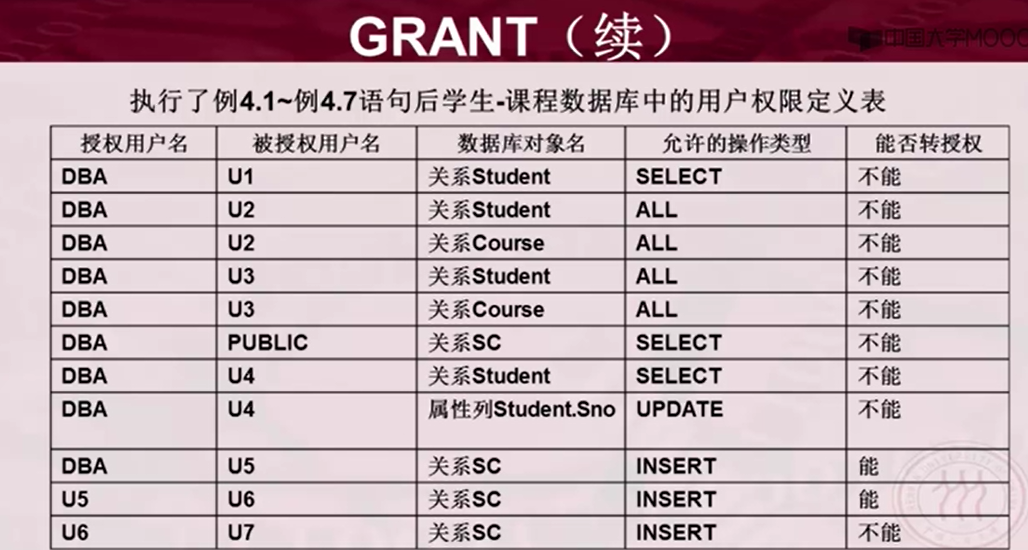 GRANT（续）
中国大学MOOC
执行了例4.1~例4.7语句后学生-课程数据库中的用户权限定义表
授权用户名 被授权用户名 数据库对象名 允许的操作类型 能否转授权
DBA U1 关系Student SELECT 不能
DBA U2 关系Student ALL 不能
DBA U2 关系Course ALL 不能
DBA U3 关系Student ALL 不能
DBA U3 关系Course ALL 不能
DBA PUBLIC 关系SC SELECT 不能
DBA U4 关系Student SELECT 不能
DBA U4 属性列Student.Sno UPDATE 不能
DBA U5 关系SC INSERT 能
U5 U6 关系SC INSERT 能
U6 U7 关系SC INSERT 不能